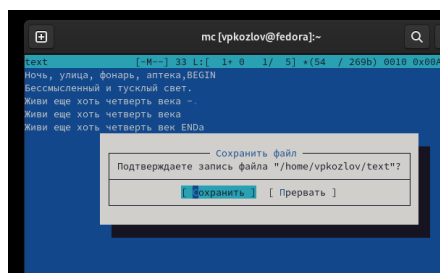 mc [vpkozlov@fedora]:~
text [-M--] 33 L:[ 1+ 0 1/ 5] *(54 / 269b) 0010 0x00A
Ночь, улица, фонарь, аптека,BEGIN
Бессмысленный и тусклый свет.
Живи еще хоть четверть века –.
Живи еще хоть четверть века
Живи еще хоть четверть век ENDа
Сохранить файл
Подтверждаете запись файла "/home/vpkozlov/text"?
[ Сохранить ] [ Прервать ]